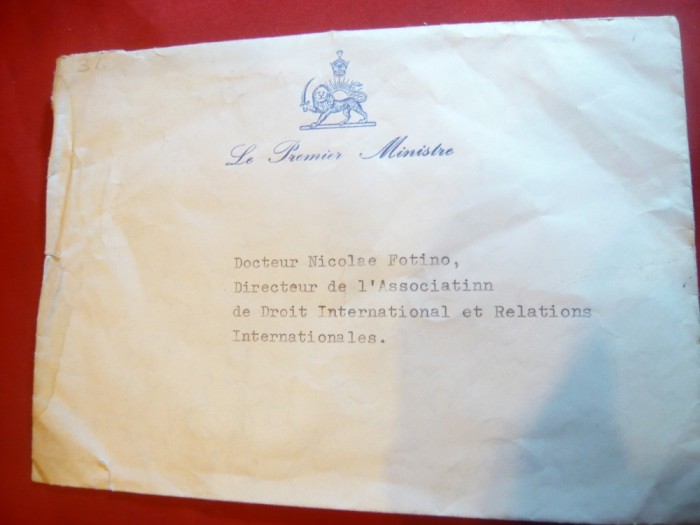 31.
Le Premier Ministre
Docteur Nicolae Fotino,
Directeur de l'Associatinn
de Droit International et Relations
Internationales.